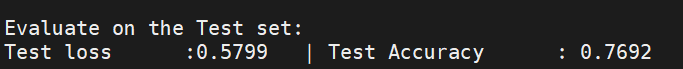 Evaluate on the Test set:
Test loss      :0.5799   | Test Accuracy      : 0.7692